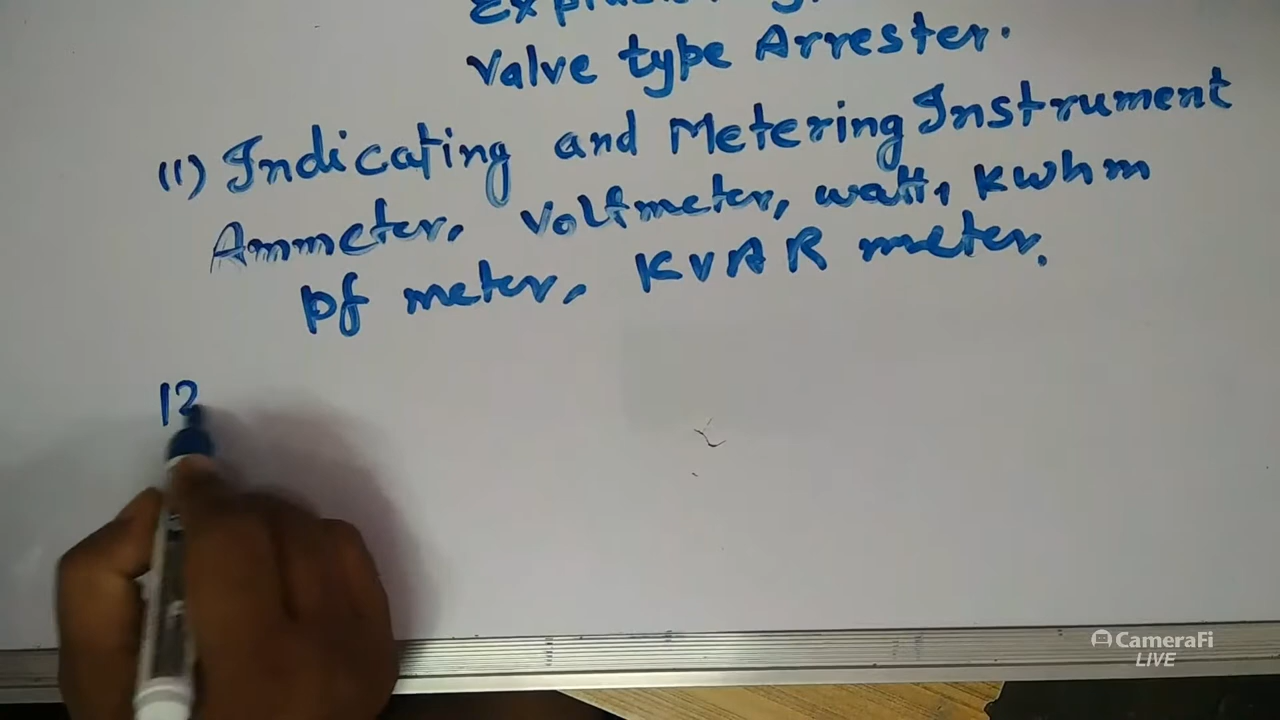 Valve type Arrester.
(11) Indicating and Metering Instrument
Ammeter, Voltmeter, watt, KWhm
pf meter, KVAR meter.
12
CameraFi
LIVE